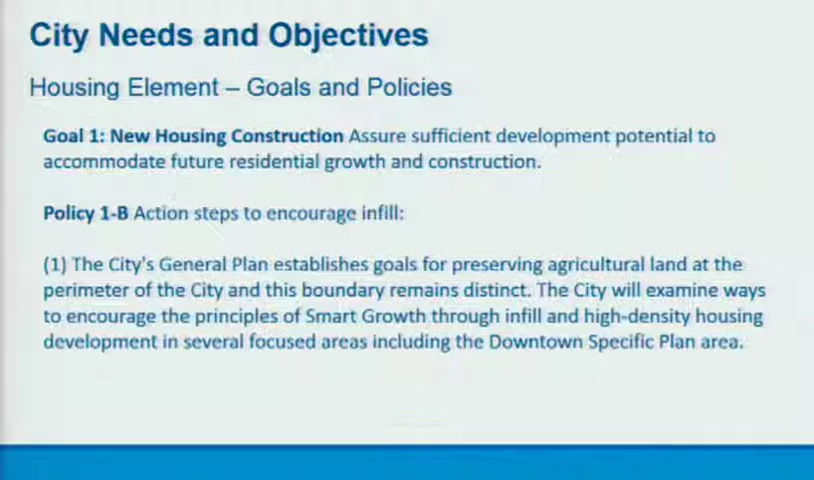 City Needs and Objectives
Housing Element – Goals and Policies
Goal 1: New Housing Construction Assure sufficient development potential to
accommodate future residential growth and construction.
Policy 1-B Action steps to encourage infill:
(1) The City's General Plan establishes goals for preserving agricultural land at the
perimeter of the City and this boundary remains distinct. The City will examine ways
to encourage the principles of Smart Growth through infill and high-density housing
development in several focused areas including the Downtown Specific Plan area.